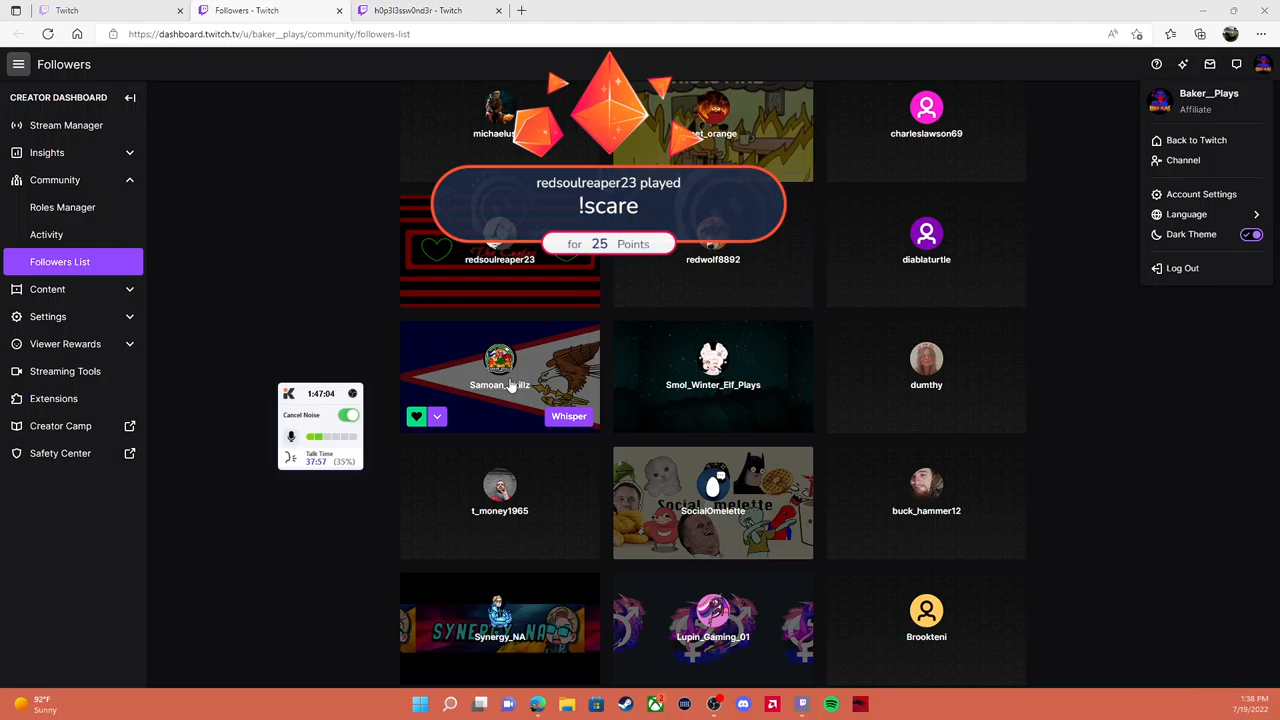 Twitch
Followers - Twitch
h0p3l3ssw0nd3r - Twitch
https://dashboard.twitch.tv/u/baker__plays/community/followers-list
Followers
CREATOR DASHBOARD
Stream Manager
Insights
Community
Roles Manager
Activity
Followers List
Content
Settings
Viewer Rewards
Streaming Tools
Extensions
Creator Camp
Safety Center
Baker__Plays
Affiliate
Back to Twitch
Channel
Account Settings
Language
Dark Theme
Log Out
redsoulreaper23 played
!scare
for 25 Points
charleslawson69
redsoulreaper23
redwolf8892
diablaturtle
Smol_Winter_Elf_Plays
dumthy
Whisper
1:47:04
Cancel Noise
Talk Time
37:57 (35%)
t_money1965
SocialOmelette
buck_hammer12
SYNERGY_NA
Synergy_NA
Lupin_Gaming_01
Brookteni
92°F
Sunny
2
1:38 PM
7/19/2022